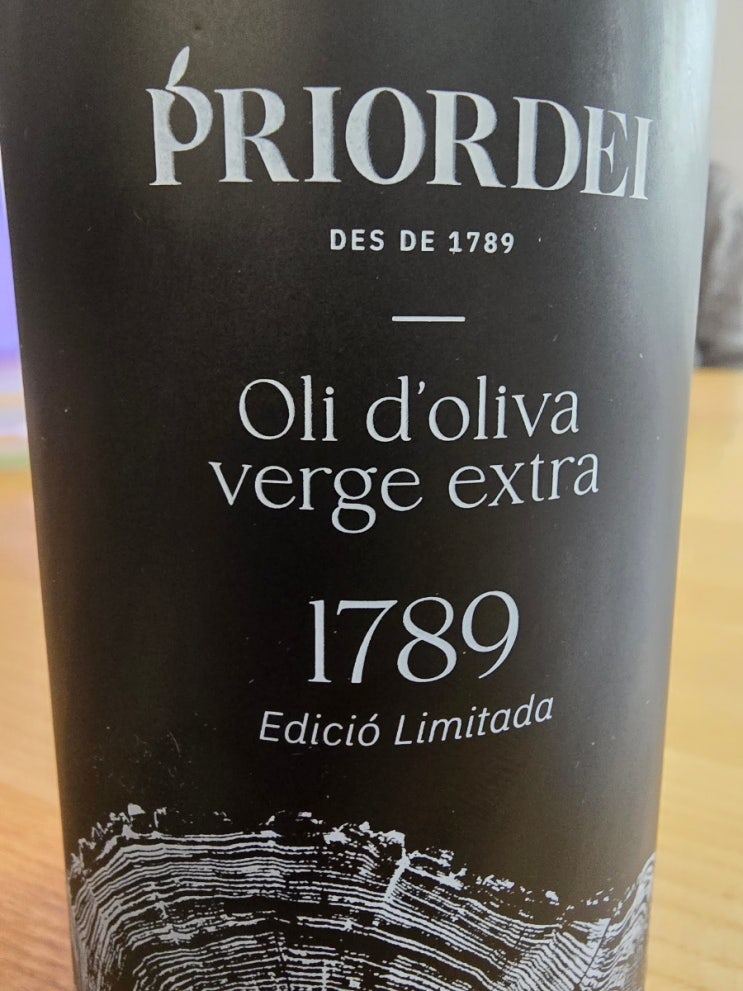 PRIORDEI
DES DE 1789
Oli d'oliva
verge extra
1789
Edició Limitada